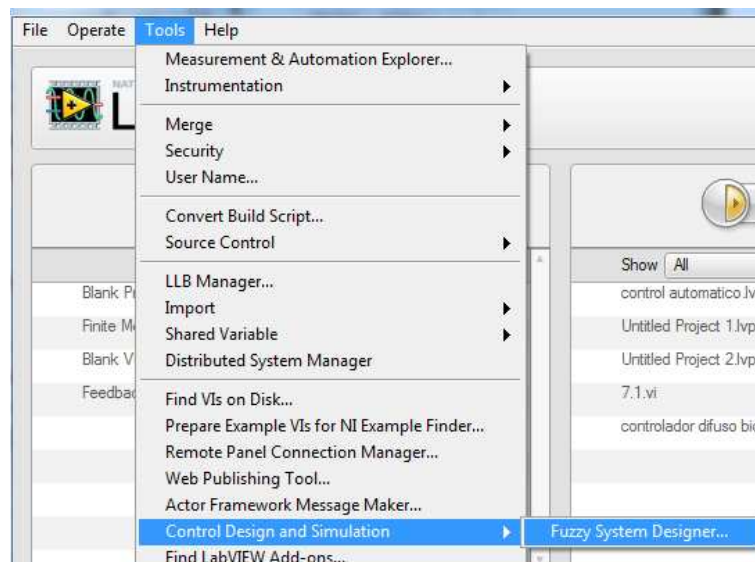 File Operate Tools Help
Measurement & Automation Explorer...
Instrumentation
Merge
Security
User Name...
Convert Build Script...
Source Control
LLB Manager...
Import
Shared Variable
Distributed System Manager
Find VIs on Disk...
Prepare Example VIs for NI Example Finder...
Remote Panel Connection Manager...
Web Publishing Tool...
Actor Framework Message Maker...
Control Design and Simulation
Fuzzy System Designer...
Find LabVIEW Add-ons...
NAT
L
Blank P
Finite M
Blank V
Feedbac
Show All
control automatico.lv
Untitled Project 1.lvp
Untitled Project 2.lvp
7.1.vi
controlador difuso bi